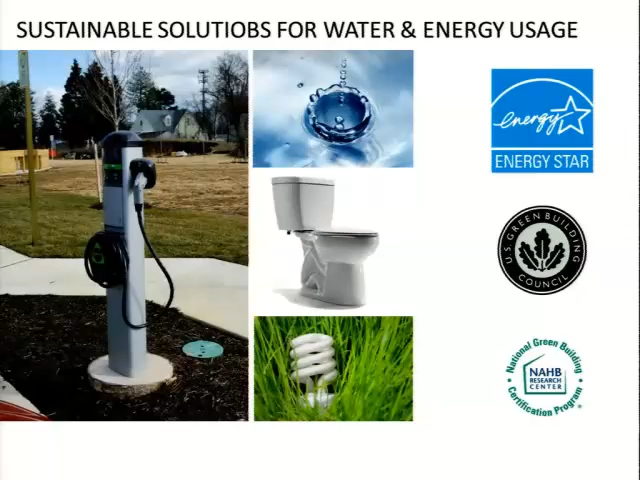 SUSTAINABLE SOLUTIOBS FOR WATER & ENERGY USAGE
energy
ENERGY STAR
U.S. GREEN BUILDING
COUNCIL
National Green Building
NAHB
RESEARCH
CENTER
Certification Program